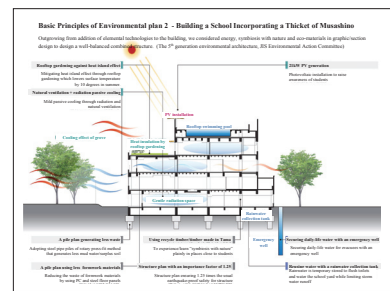 Basic Principles of Environmental plan 2 - Building a School Incorporating a Thicket of Musashino
Outgrowing from addition of elemental technologies to the building, we considered energy, synthesis with nature and eco-materials in graphic/section
design to design a well-balanced combined structure. (The 5th generation environmental architecture, JIS Environmental Action Committee)
Rooftop gardening against heat island effect
Mitigating heat island effect through rooftop
gardening which lowers surface temperature
by 10 degrees in summer
Natural ventilation + radiation passive cooling
Mild passive cooling through radiation and
natural ventilation
Photovoltaic installation to raise
awareness of students
PV installation
Rooftop swimming pool
Cooling effect of green
Heat insulation by
rooftop gardening
Gentle radiation space
Rainwater
collection tank
Emergency
well
A pile plan generating less waste
Adopting steel pipe piles of rotary press-fit method
that generates less mud water/surplus soil
Using recycle timber/timber made in Tama
To experience/learn "synthesis with nature"
plenty in places close to students
Securing daily-life water with an emergency well
Securing daily-life water for evacuees with an
emergency well
A pile plan using less formwork materials
Reducing the waste of formwork materials
by using PC and steel floor panels
Structure plan with an importance factor of 1.25
Structure plan ensuring 1.25 times the usual
earthquake-proof safety for structure
Reuse water with a rainwater collection tank
Rainwater is temporary stored to flush toilets
and water the school yard while limiting storm
water runoff